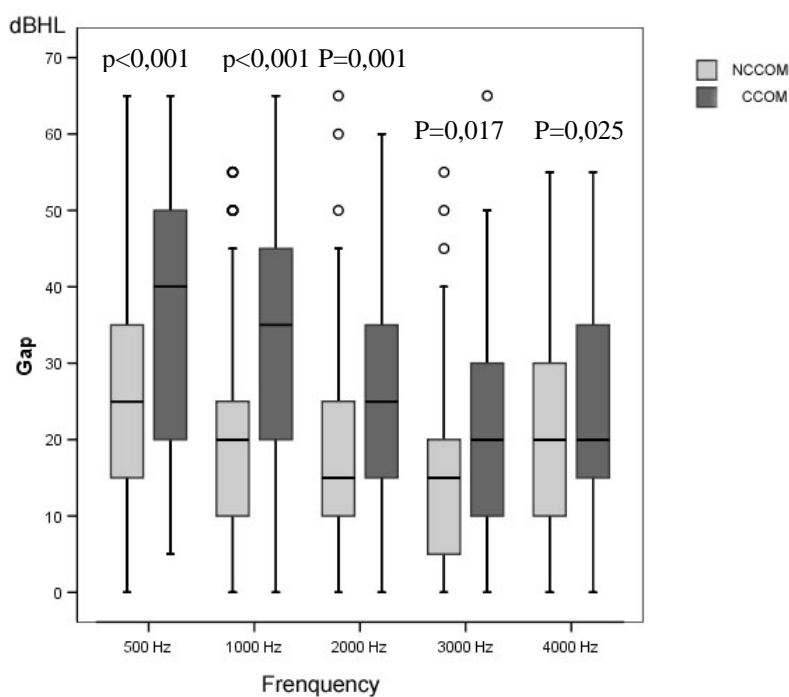 dBHL
70
p<0,001 p<0,001 P=0,001
NCCOM
CCOM
60
P=0,017 P=0,025
50
40
30
20
10
0
Gap
500 Hz 1000 Hz 2000 Hz 3000 Hz 4000 Hz
Frenquency